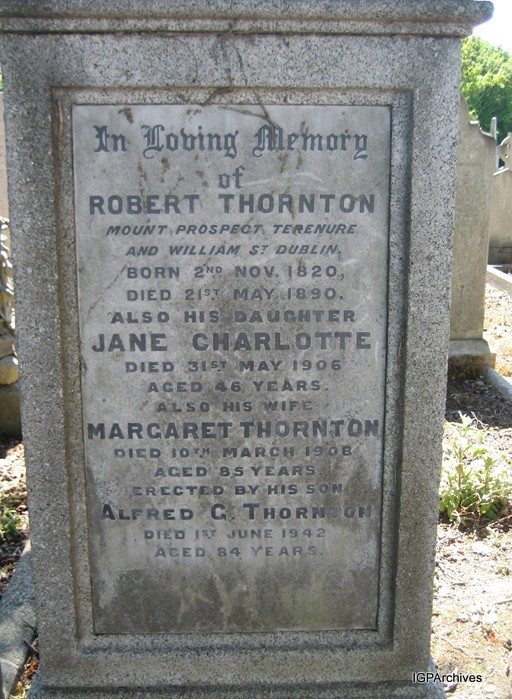 In Loving Memory
of
ROBERT THORNTON
MOUNT PROSPECT, TERENURE
AND WILLIAM ST DUBLIN.
BORN 2ND NOV. 1820,
DIED 21ST MAY. 1890.
ALSO HIS DAUGHTER
JANE CHARLOTTE
DIED 31ST MAY 1906
AGED 46 YEARS.
ALSO HIS WIFE
MARGARET THORNTON
DIED 10TH MARCH 1908
AGED 85 YEARS.
ERECTED BY HIS SON
ALFRED G. THORNTON
DIED 1ST JUNE 1942
AGED 84 YEARS.
IGPArchives